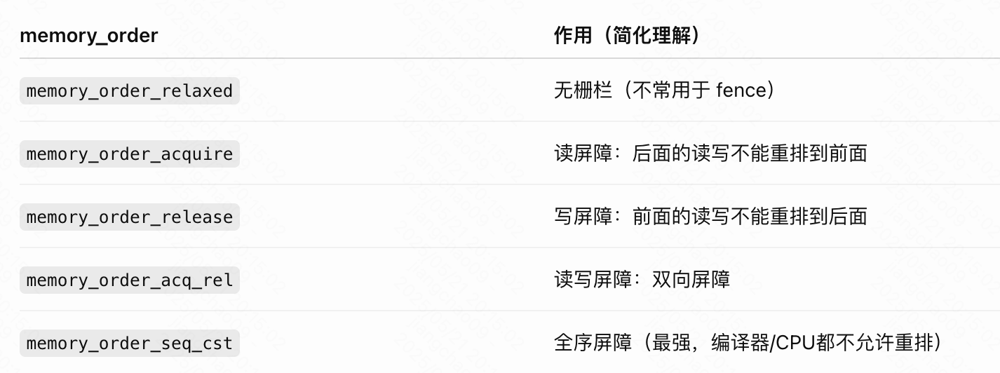 memory_order 作用（简化理解）
memory_order_relaxed 无栅栏（不常用于 fence）
memory_order_acquire 读屏障：后面的读写不能重排到前面
memory_order_release 写屏障：前面的读写不能重排到后面
memory_order_acq_rel 读写屏障：双向屏障
memory_order_seq_cst 全序屏障（最强，编译器/CPU都不允许重排）